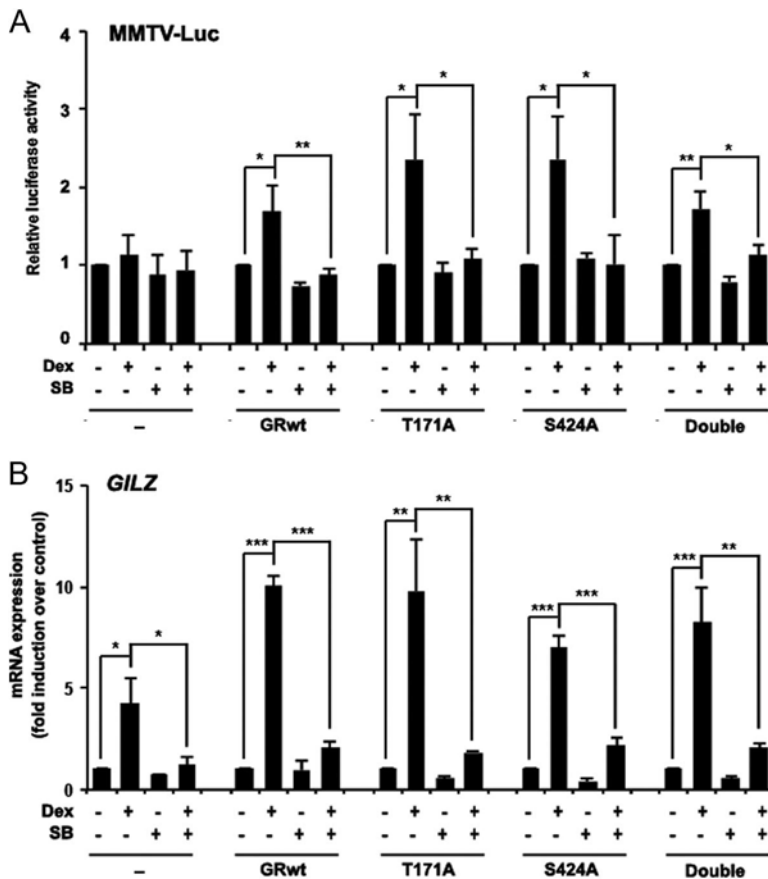 A
MMTV-Luc
Relative luciferase activity
4
3
2
1
0
* ** * * * * ** *
Dex - + - + - + - + - + - + - + - + - + - +
SB - - + + - - + + - - + + - - + + - - + +
– GRwt T171A S424A Double
B
GILZ
mRNA expression
(fold induction over control)
15
10
5
0
* * *** *** ** ** *** *** *** **
Dex - + - + - + - + - + - + - + - + - + - +
SB - - + + - - + + - - + + - - + + - - + +
– GRwt T171A S424A Double